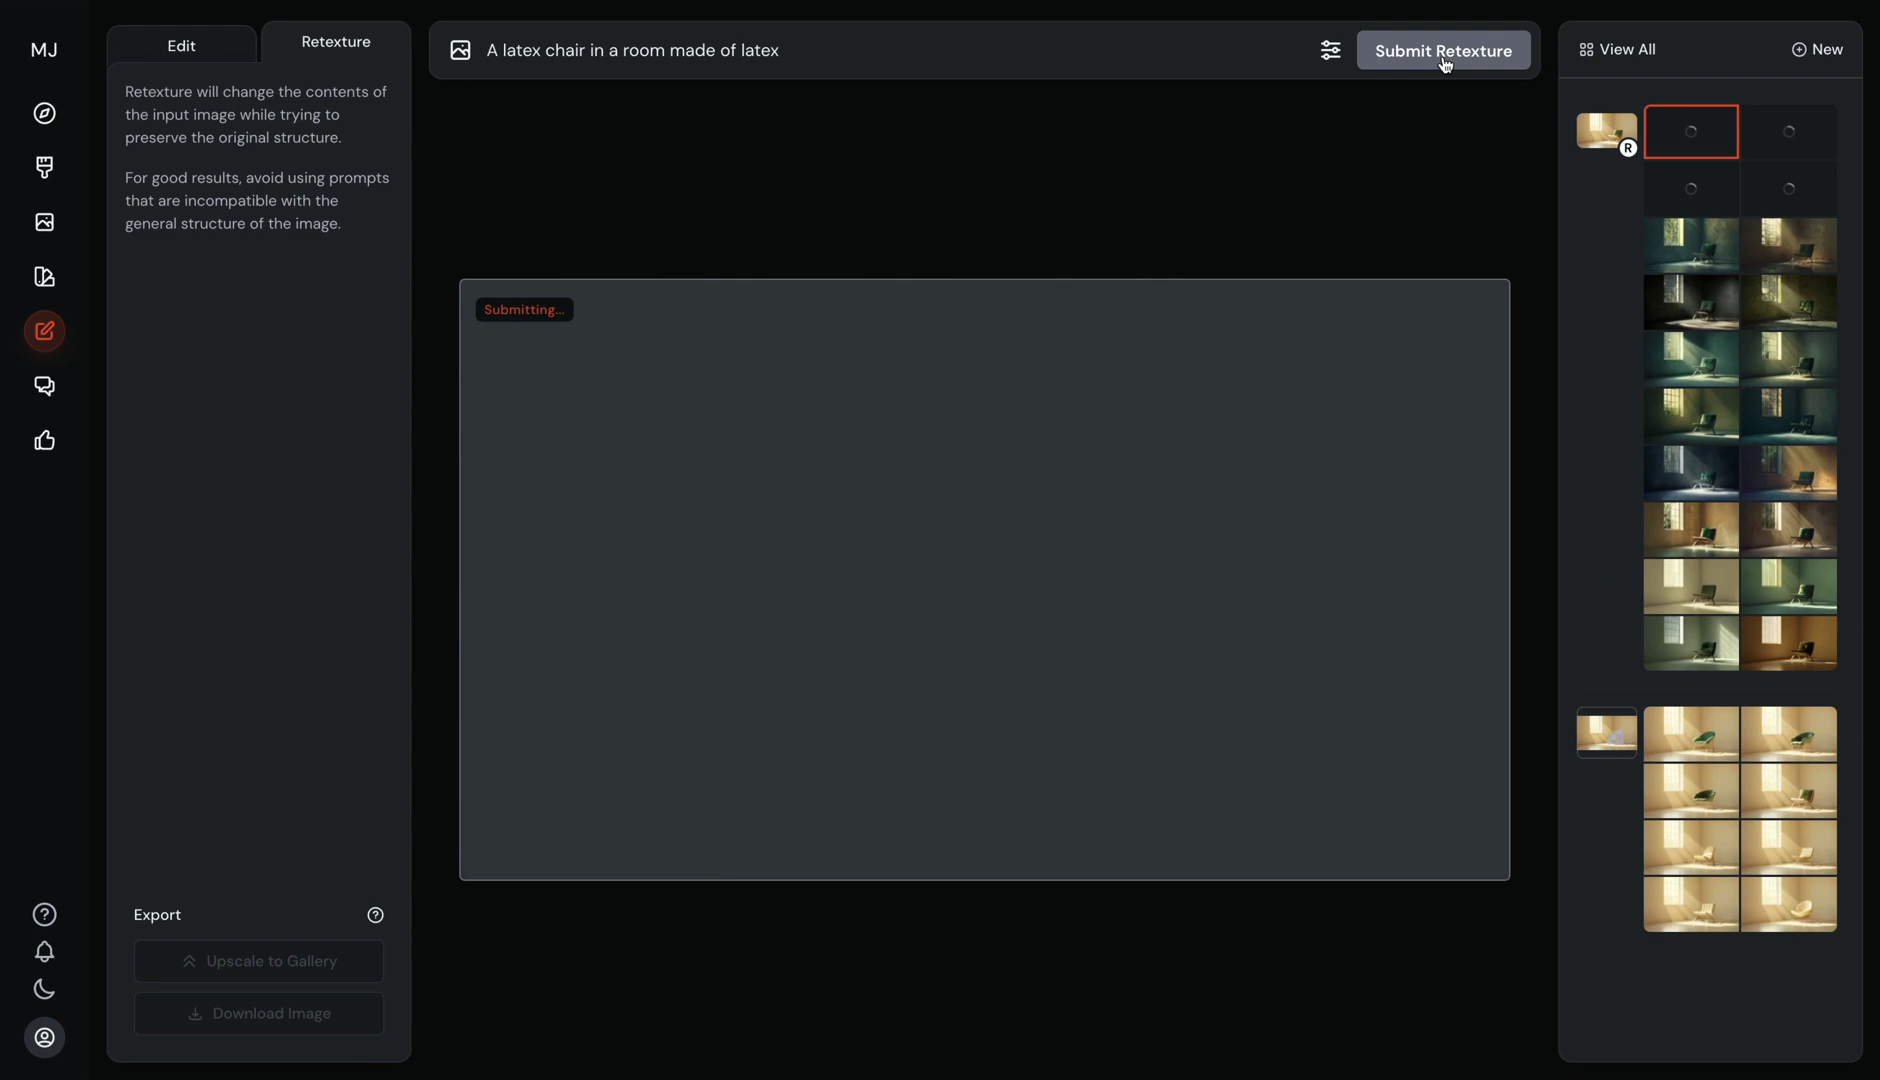 MJ
Edit
Retexture
Retexture will change the contents of
the input image while trying to
preserve the original structure.
For good results, avoid using prompts
that are incompatible with the
general structure of the image.
Export
Upscale to Gallery
Download Image
A latex chair in a room made of latex
Submit Retexture
Submitting...
View All
New
R